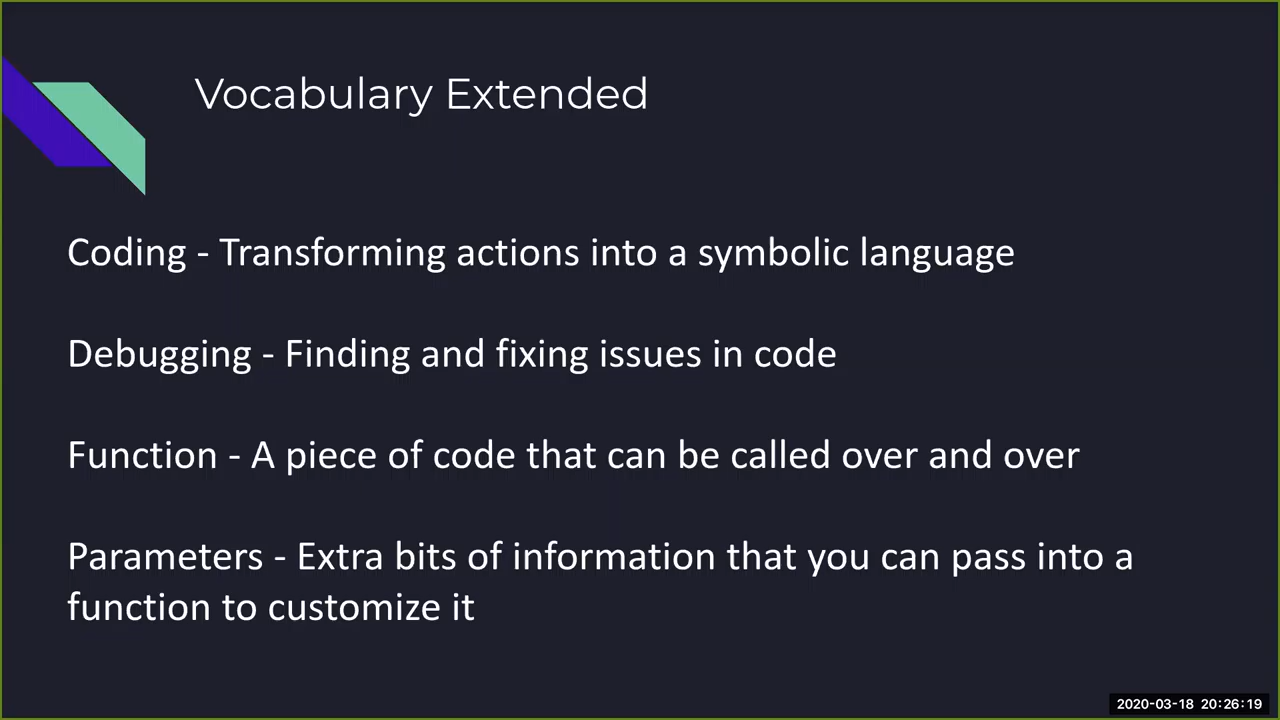 Vocabulary Extended
Coding - Transforming actions into a symbolic language
Debugging - Finding and fixing issues in code
Function - A piece of code that can be called over and over
Parameters - Extra bits of information that you can pass into a
function to customize it
2020-03-18 20:26:19